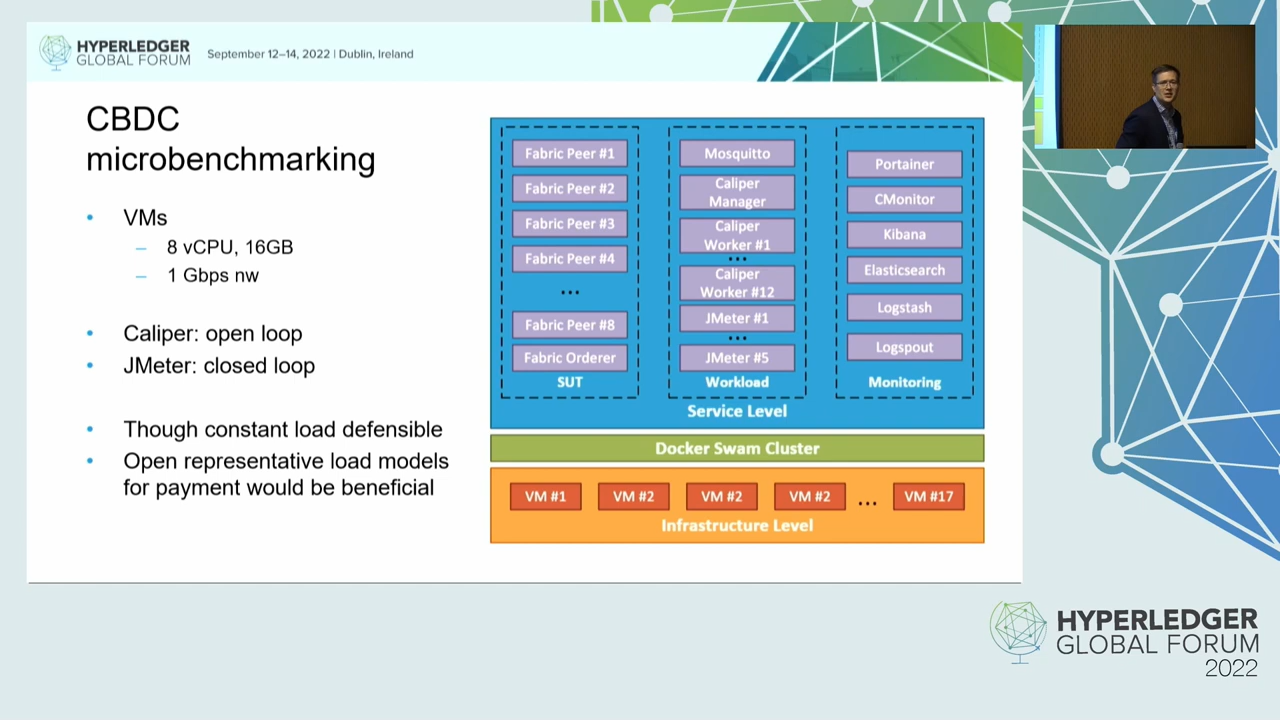 HYPERLEDGER
GLOBAL FORUM
September 12–14, 2022 | Dublin, Ireland
CBDC
microbenchmarking
• VMs
– 8 vCPU, 16GB
– 1 Gbps nw
• Caliper: open loop
• JMeter: closed loop
• Though constant load defensible
• Open representative load models
for payment would be beneficial
Fabric Peer #1
Fabric Peer #2
Fabric Peer #3
Fabric Peer #4
...
Fabric Peer #8
Fabric Orderer
SUT
Mosquitto
Caliper
Manager
Caliper
Worker #1
...
Caliper
Worker #12
JMeter #1
...
JMeter #5
Workload
Portainer
CMonitor
Kibana
Elasticsearch
Logstash
Logspout
Monitoring
Service Level
Docker Swam Cluster
VM #1
VM #2
VM #2
VM #2
...
VM #17
Infrastructure Level
HYPERLEDGER
GLOBAL FORUM
2022